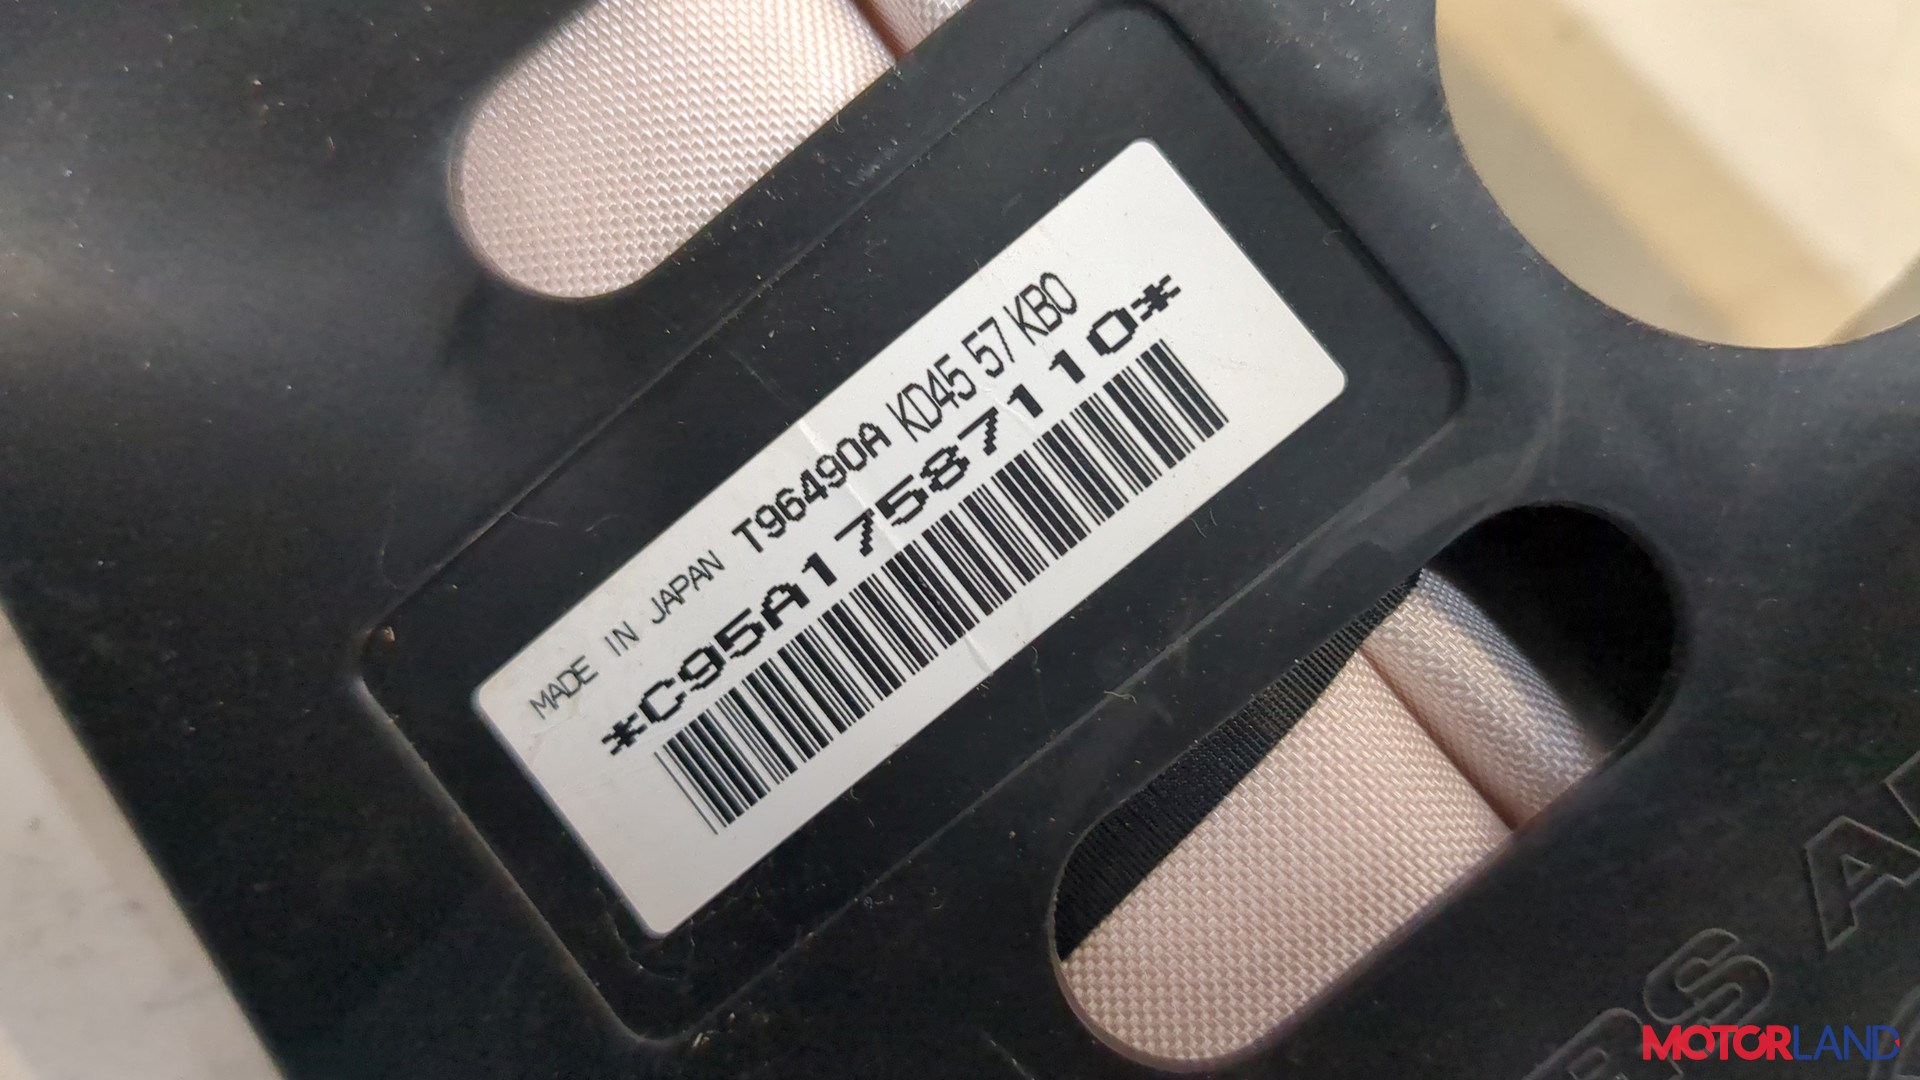 MADE IN JAPAN T96490A KD45 57 KB0
*C95A17587110*
MOTORLAND